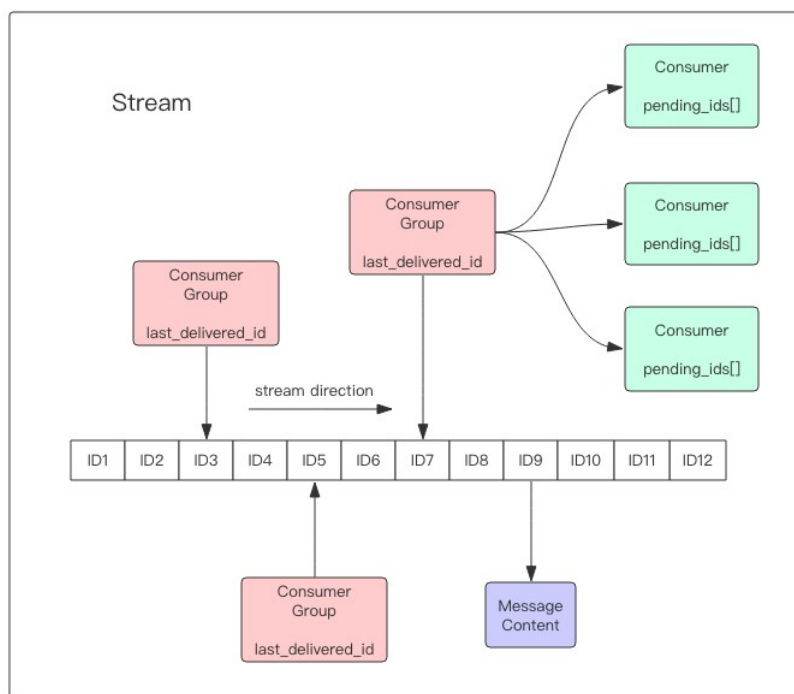 Stream
Consumer
pending_ids[]
Consumer
Group
last_delivered_id
Consumer
pending_ids[]
Consumer
Group
last_delivered_id
Consumer
pending_ids[]
stream direction
ID1 ID2 ID3 ID4 ID5 ID6 ID7 ID8 ID9 ID10 ID11 ID12
Consumer
Group
last_delivered_id
Message
Content